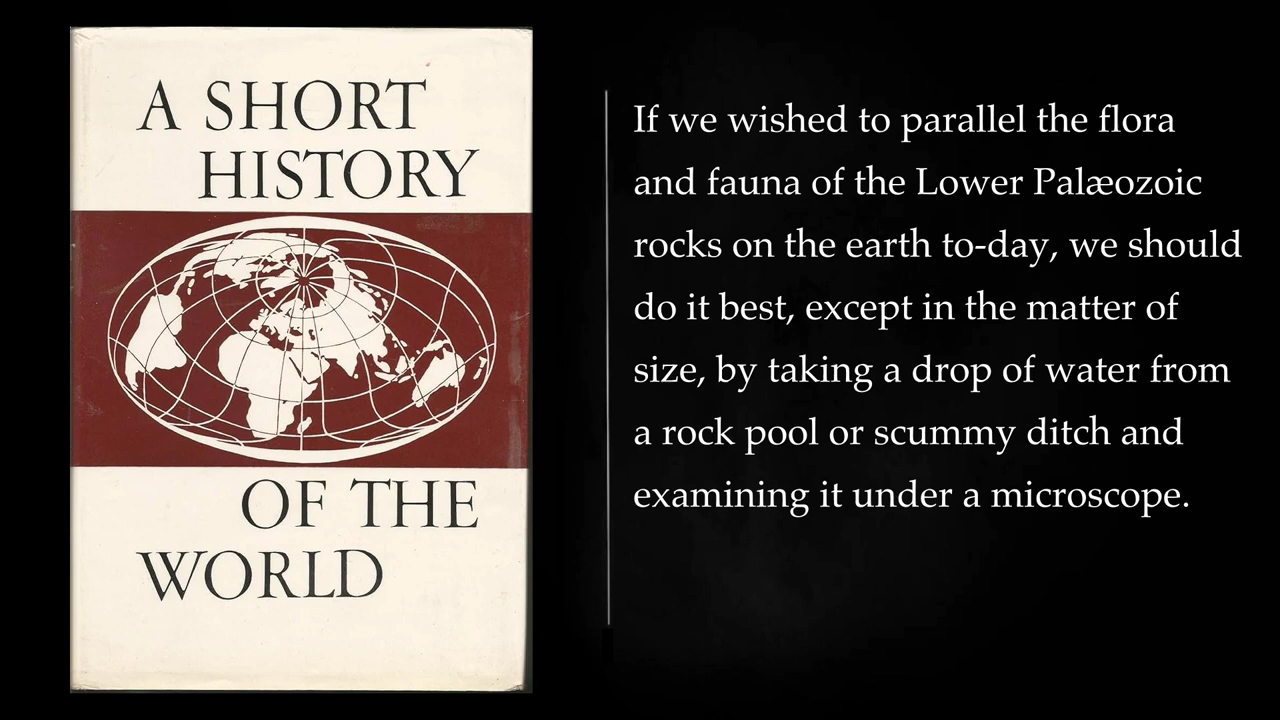 A SHORT
HISTORY
OF THE
WORLD
If we wished to parallel the flora
and fauna of the Lower Palæozoic
rocks on the earth to-day, we should
do it best, except in the matter of
size, by taking a drop of water from
a rock pool or scummy ditch and
examining it under a microscope.